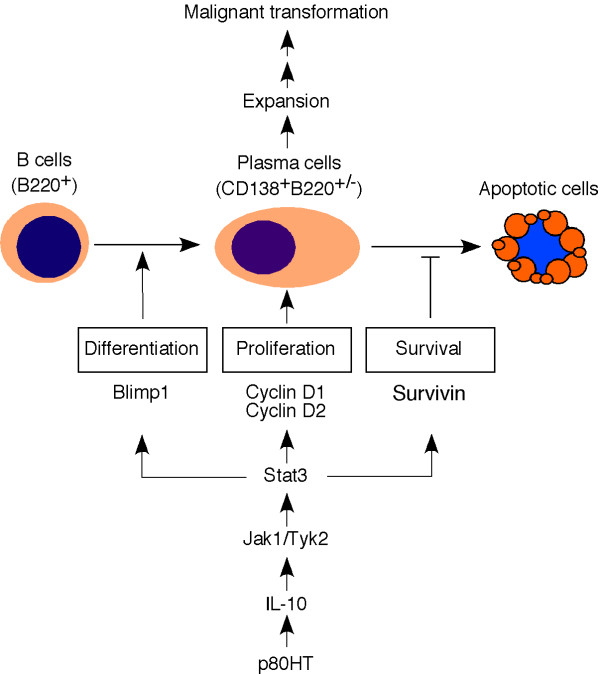 Malignant transformation
Expansion
B cells
(B220+)
Plasma cells
(CD138+B220+/-)
Apoptotic cells
Differentiation
Proliferation
Survival
Blimp1
Cyclin D1
Cyclin D2
Survivin
Stat3
Jak1/Tyk2
IL-10
p80HT